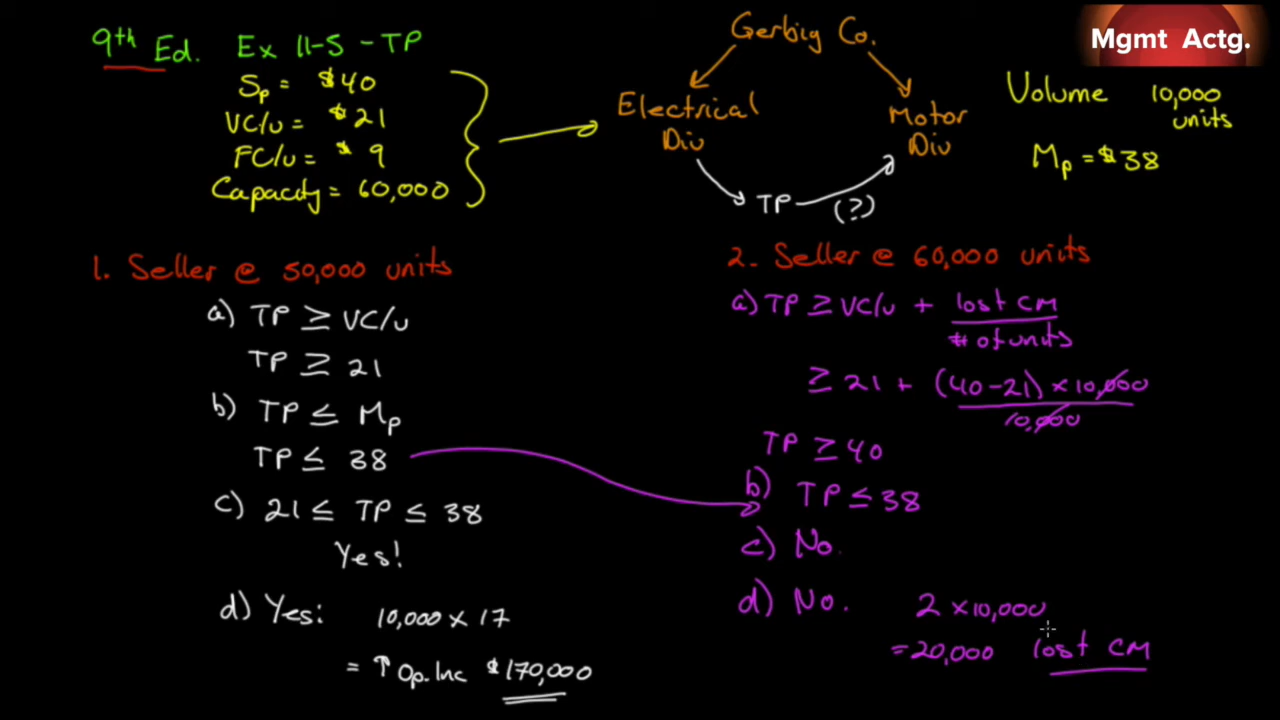 9th Ed. Ex 11-5 - TP
Sp = $40
VC/u = $21
FC/u = $9
Capacity = 60,000
Gerbig Co.
Electrical Div
Motor Div
TP (?)
Mgmt Actg.
Volume 10,000 units
Mp = $38
1. Seller @ 50,000 units
a) TP ≥ VC/u
TP ≥ 21
b) TP ≤ Mp
TP ≤ 38
c) 21 ≤ TP ≤ 38
Yes!
d) Yes: 10,000 x 17
= ↑ Op. Inc $170,000
2. Seller @ 60,000 units
a) TP ≥ VC/u + lost CM
# of units
≥ 21 + (40-21) x 10,000
10,000
TP ≥ 40
b) TP ≤ 38
c) No.
d) No. 2 x 10,000
= 20,000 lost CM